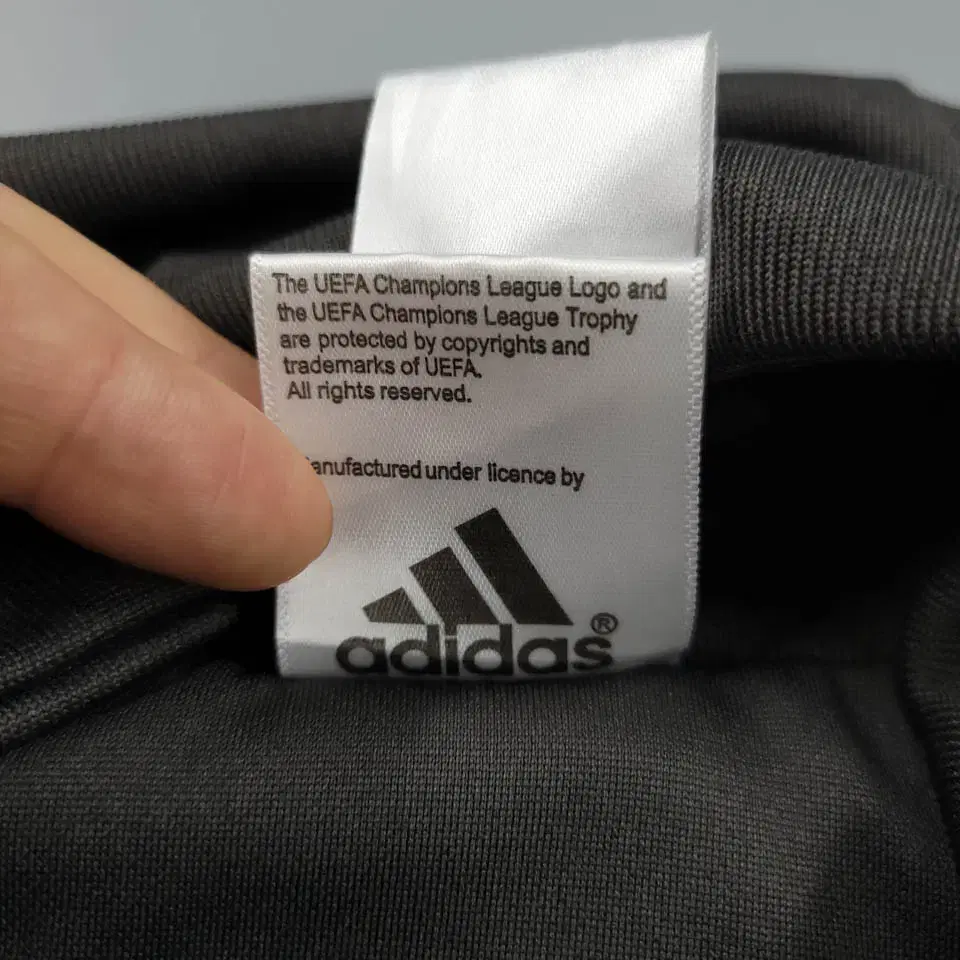 The UEFA Champions League Logo and
the UEFA Champions League Trophy
are protected by copyrights and
trademarks of UEFA.
All rights reserved.
anufactured under licence by
adidas®